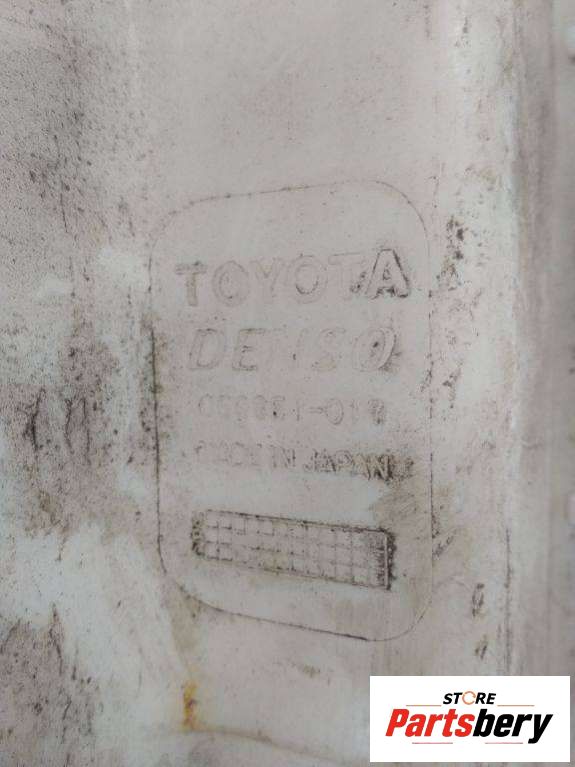 TOYOTA
DENSO
MADE IN JAPAN
STORE
Partsbery